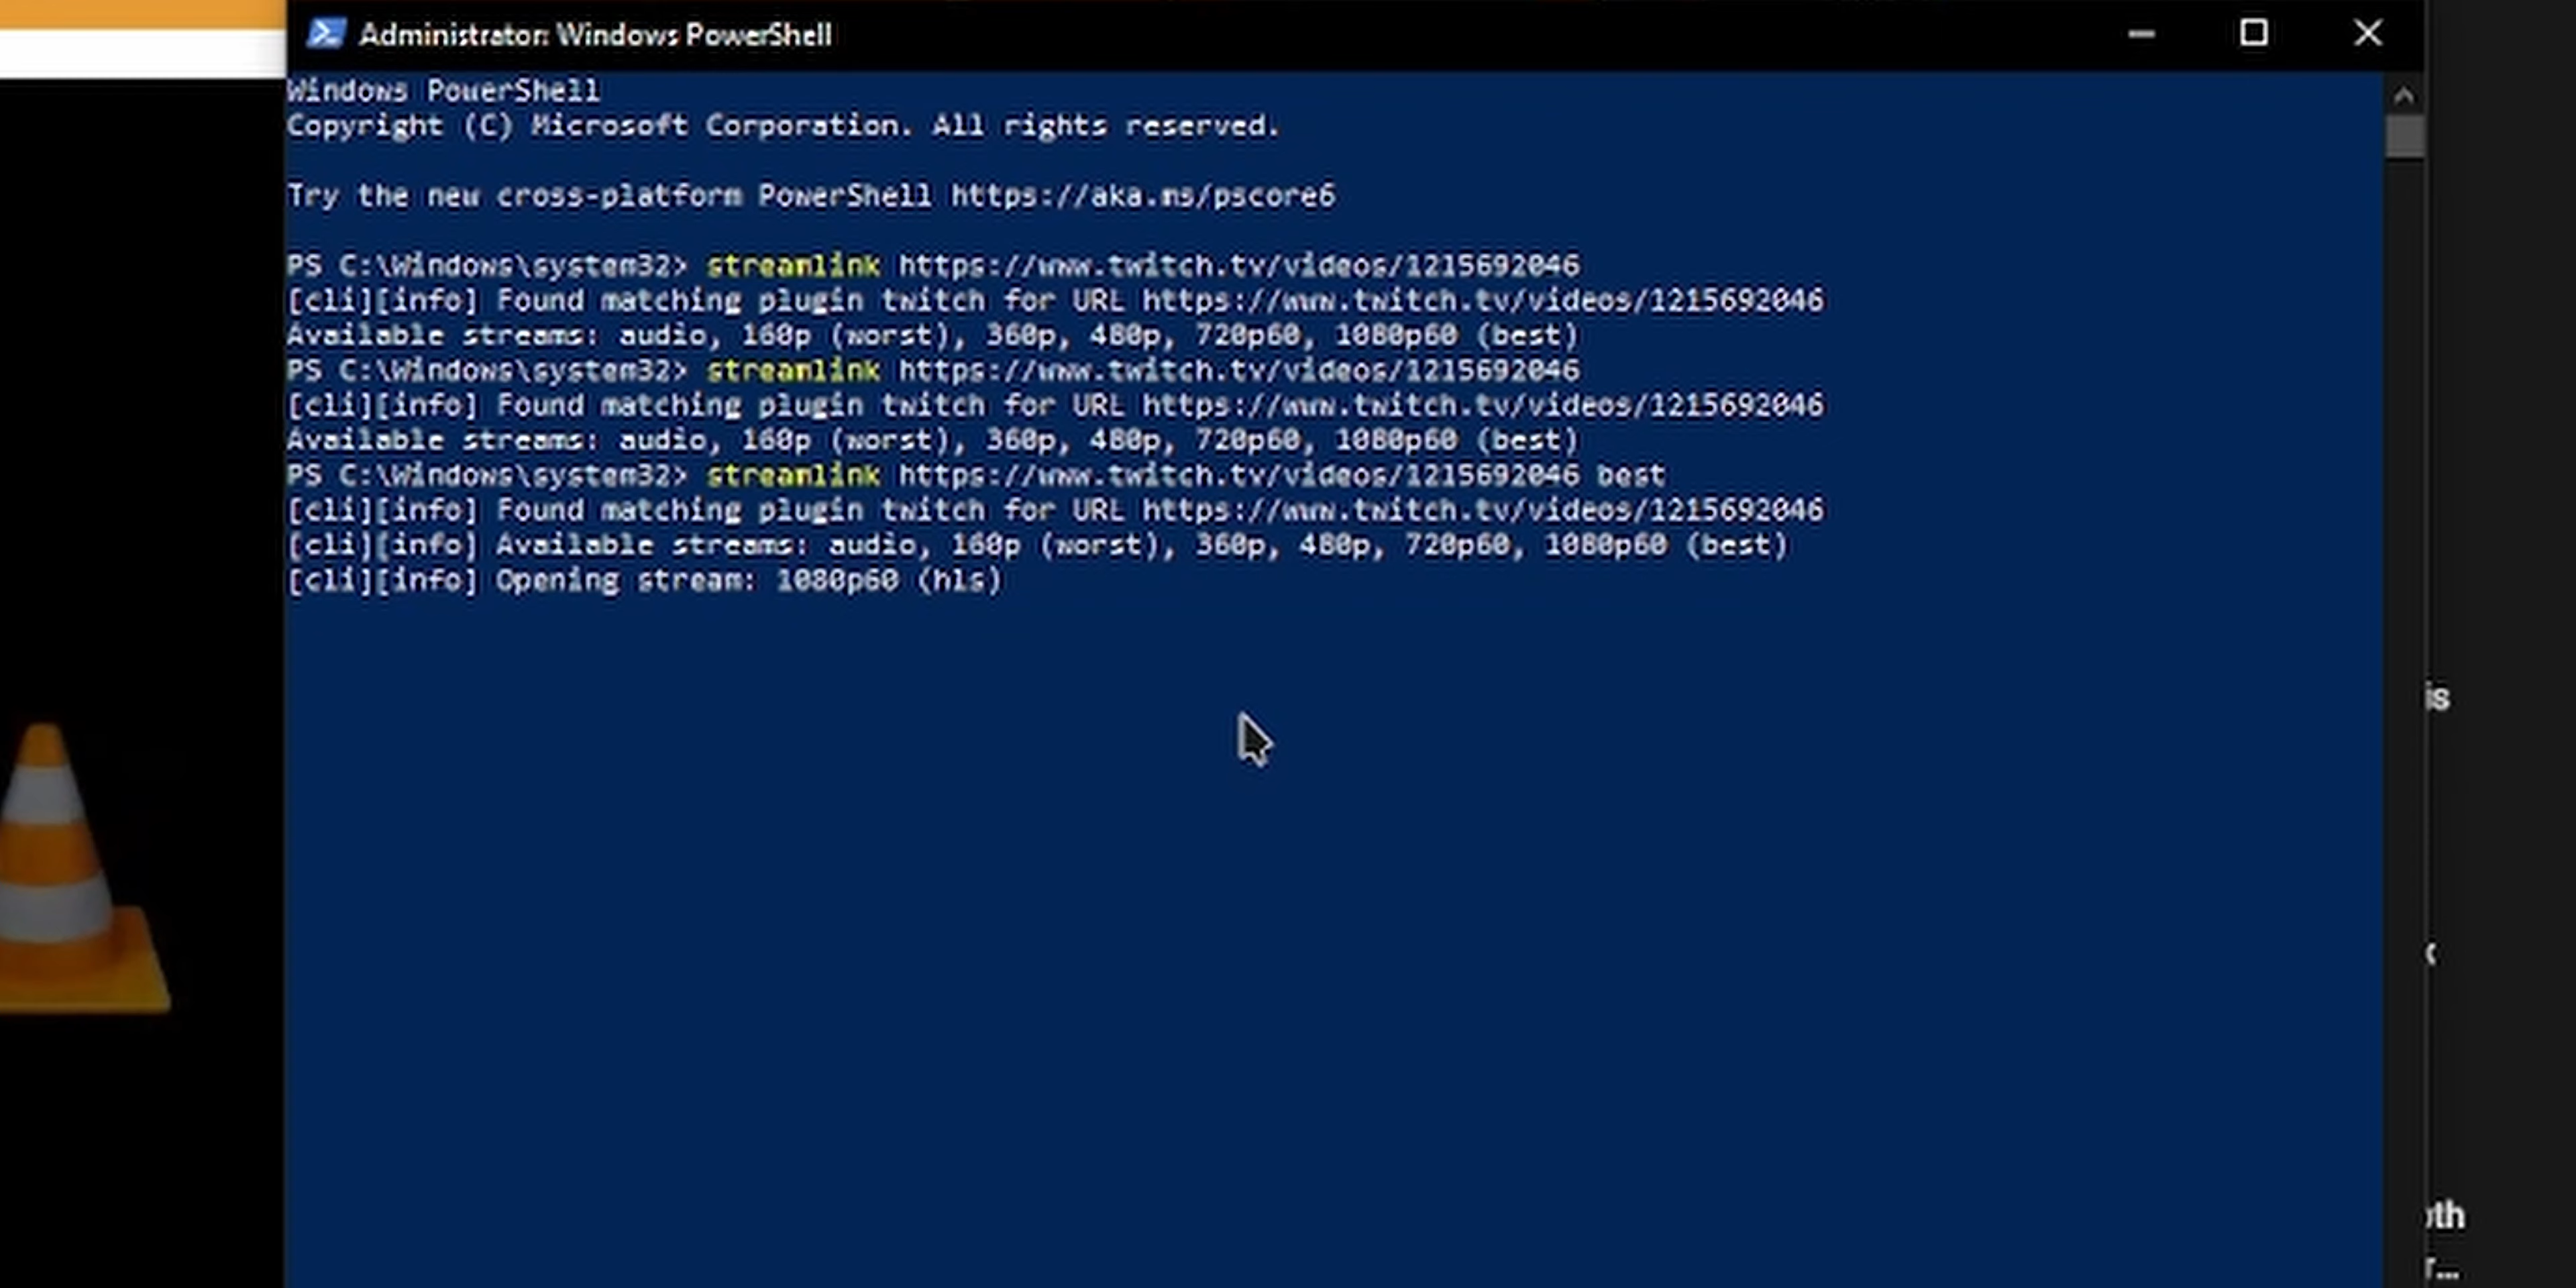 Administrator: Windows PowerShell
Windows PowerShell
Copyright (C) Microsoft Corporation. All rights reserved.
Try the new cross-platform PowerShell https://aka.ms/pscore6
PS C:\Windows\system32> streamlink https://www.twitch.tv/videos/1215692046
[cli][info] Found matching plugin twitch for URL https://www.twitch.tv/videos/1215692046
Available streams: audio, 160p (worst), 360p, 480p, 720p60, 1080p60 (best)
PS C:\Windows\system32> streamlink https://www.twitch.tv/videos/1215692046
[cli][info] Found matching plugin twitch for URL https://www.twitch.tv/videos/1215692046
Available streams: audio, 160p (worst), 360p, 480p, 720p60, 1080p60 (best)
PS C:\Windows\system32> streamlink https://www.twitch.tv/videos/1215692046 best
[cli][info] Found matching plugin twitch for URL https://www.twitch.tv/videos/1215692046
[cli][info] Available streams: audio, 160p (worst), 360p, 480p, 720p60, 1080p60 (best)
[cli][info] Opening stream: 1080p60 (hls)
is